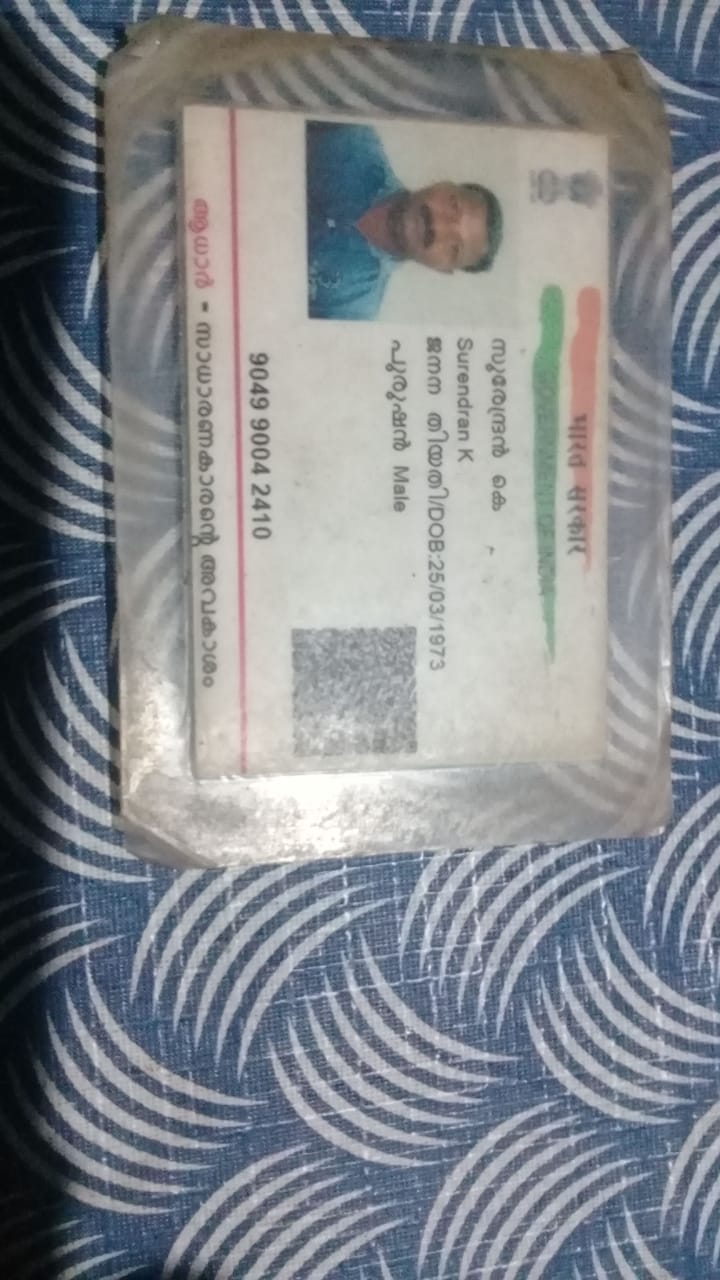 भारत सरकार
GOVERNMENT OF INDIA
സുരേന്ദ്രൻ കെ
Surendran K
ജനന തിയതി/DOB:25/03/1973
പുരുഷൻ Male
9049 9004 2410
ആധാർ - സാധാരണക്കാരന്റെ അവകാശം